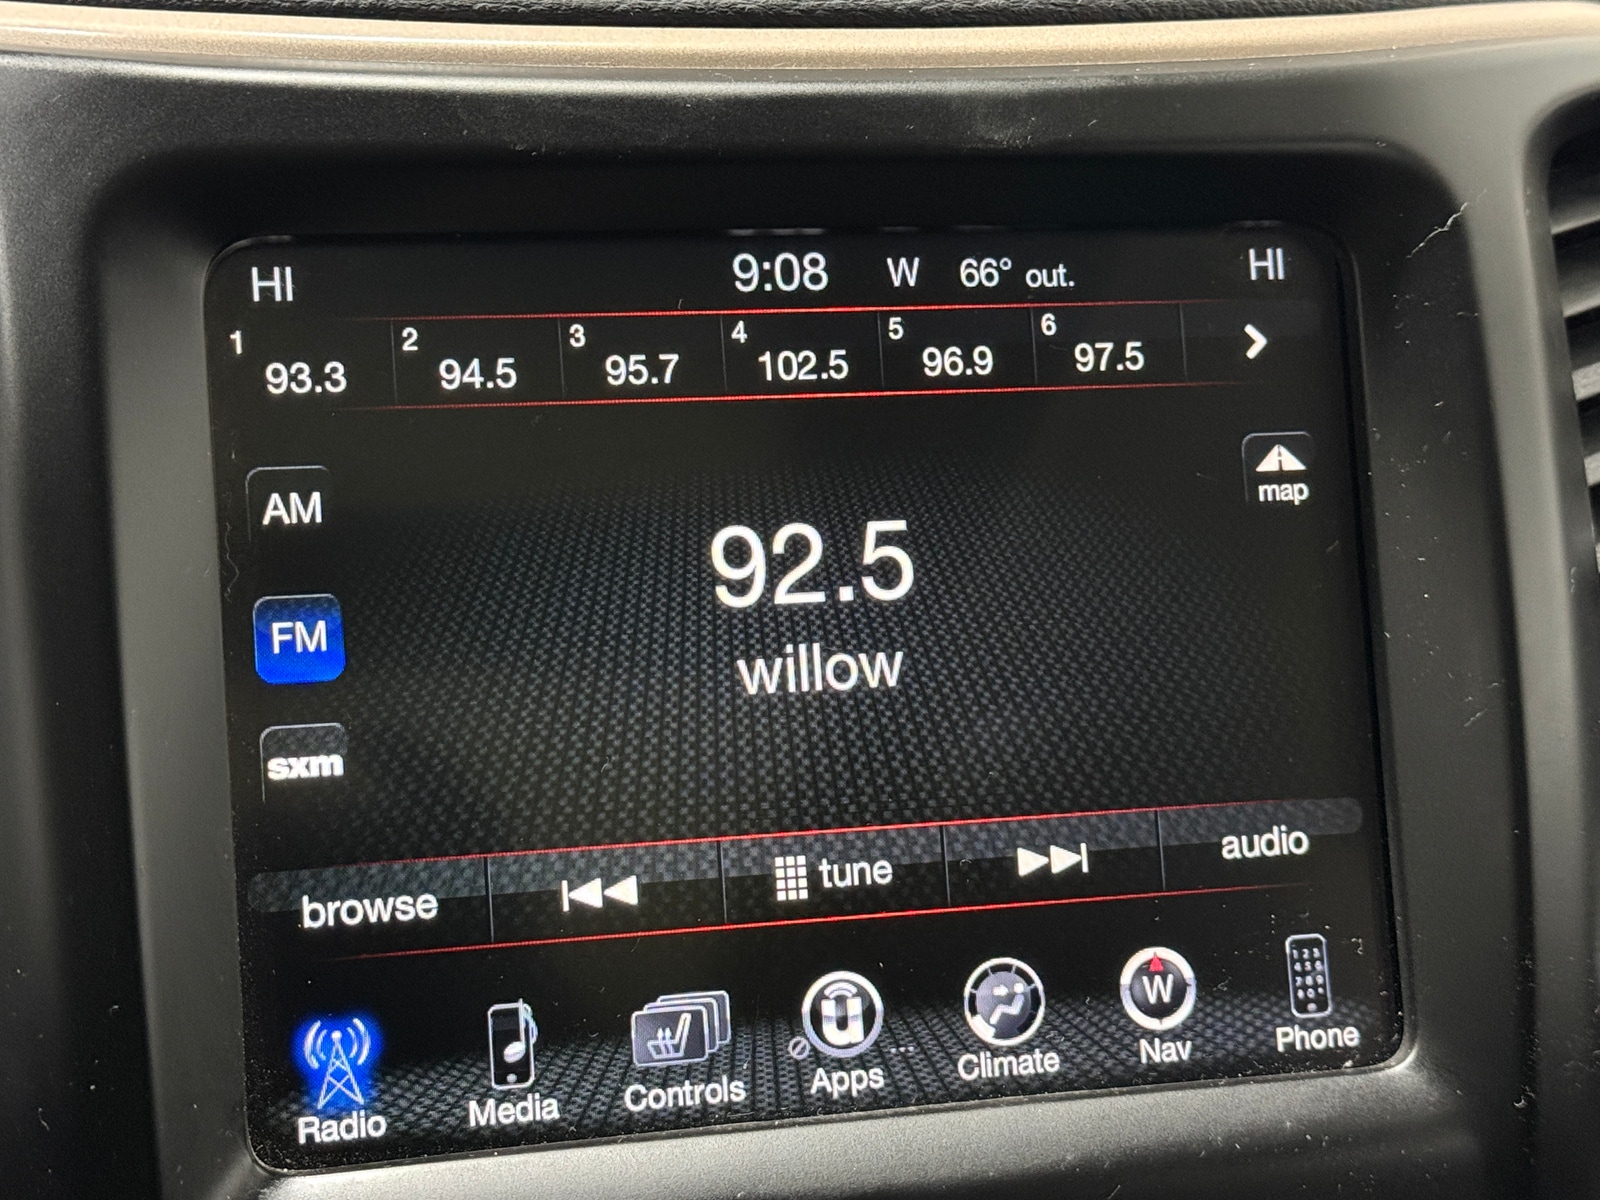 HI 9:08 W 66° out. HI
1 93.3 2 94.5 3 95.7 4 102.5 5 96.9 6 97.5
AM
map
92.5
FM
willow
sxm
browse tune audio
Radio Media Controls Apps Climate W Nav Phone